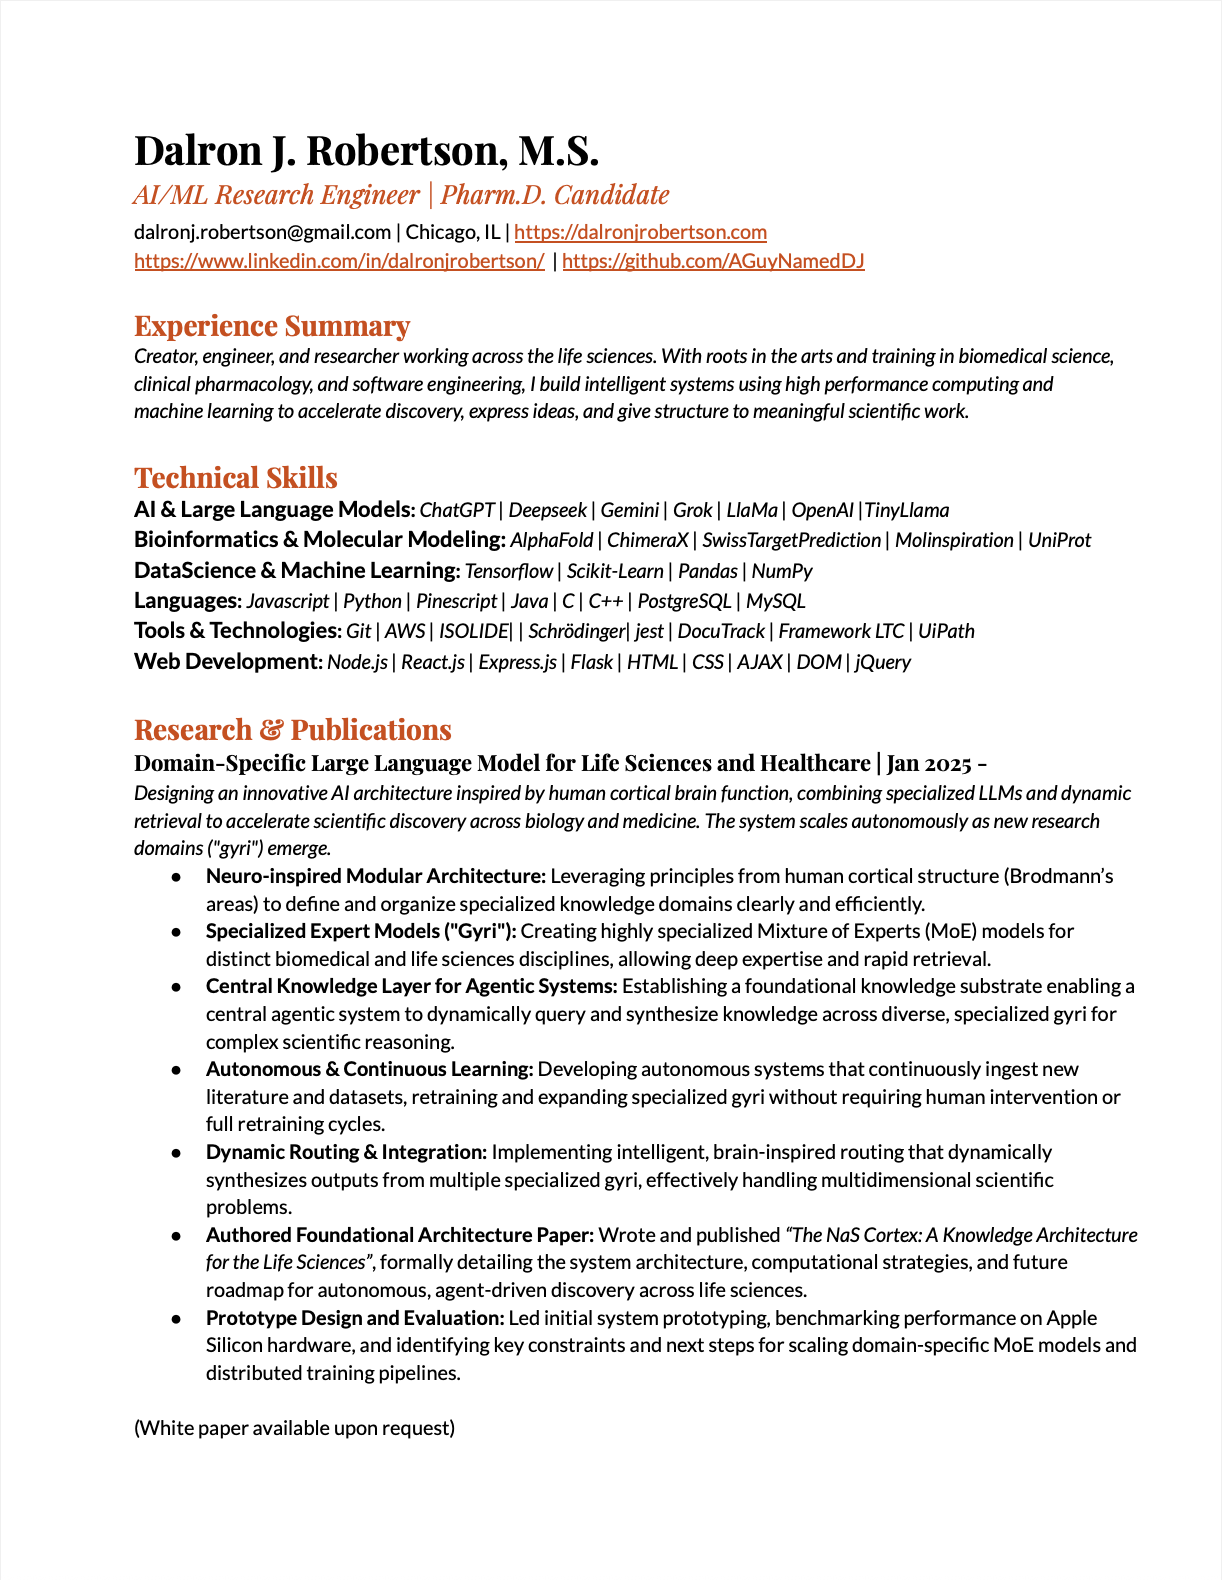 Dalron J. Robertson, M.S.
AI/ML Research Engineer | Pharm.D. Candidate
dalronj.robertson@gmail.com | Chicago, IL | https://dalronjrobertson.com
https://www.linkedin.com/in/dalronjrobertson/ | https://github.com/AGuyNamedDJ
Experience Summary
Creator, engineer, and researcher working across the life sciences. With roots in the arts and training in biomedical science,
clinical pharmacology, and software engineering, I build intelligent systems using high performance computing and
machine learning to accelerate discovery, express ideas, and give structure to meaningful scientific work.
Technical Skills
AI & Large Language Models: ChatGPT | Deepseek | Gemini | Grok | LlaMa | OpenAI |TinyLlama
Bioinformatics & Molecular Modeling: AlphaFold | ChimeraX | SwissTargetPrediction | Molinspiration | UniProt
DataScience & Machine Learning: Tensorflow | Scikit-Learn | Pandas | NumPy
Languages: Javascript | Python | Pinescript | Java | C | C++ | PostgreSQL | MySQL
Tools & Technologies: Git | AWS | ISOLIDE| | Schrödinger| jest | DocuTrack | Framework LTC | UiPath
Web Development: Node.js | React.js | Express.js | Flask | HTML | CSS | AJAX | DOM | jQuery
Research & Publications
Domain-Specific Large Language Model for Life Sciences and Healthcare | Jan 2025 -
Designing an innovative AI architecture inspired by human cortical brain function, combining specialized LLMs and dynamic
retrieval to accelerate scientific discovery across biology and medicine. The system scales autonomously as new research
domains ("gyri") emerge.
● Neuro-inspired Modular Architecture: Leveraging principles from human cortical structure (Brodmann’s
areas) to define and organize specialized knowledge domains clearly and efficiently.
● Specialized Expert Models ("Gyri"): Creating highly specialized Mixture of Experts (MoE) models for
distinct biomedical and life sciences disciplines, allowing deep expertise and rapid retrieval.
● Central Knowledge Layer for Agentic Systems: Establishing a foundational knowledge substrate enabling a
central agentic system to dynamically query and synthesize knowledge across diverse, specialized gyri for
complex scientific reasoning.
● Autonomous & Continuous Learning: Developing autonomous systems that continuously ingest new
literature and datasets, retraining and expanding specialized gyri without requiring human intervention or
full retraining cycles.
● Dynamic Routing & Integration: Implementing intelligent, brain-inspired routing that dynamically
synthesizes outputs from multiple specialized gyri, effectively handling multidimensional scientific
problems.
● Authored Foundational Architecture Paper: Wrote and published “The NaS Cortex: A Knowledge Architecture
for the Life Sciences”, formally detailing the system architecture, computational strategies, and future
roadmap for autonomous, agent-driven discovery across life sciences.
● Prototype Design and Evaluation: Led initial system prototyping, benchmarking performance on Apple
Silicon hardware, and identifying key constraints and next steps for scaling domain-specific MoE models and
distributed training pipelines.
(White paper available upon request)